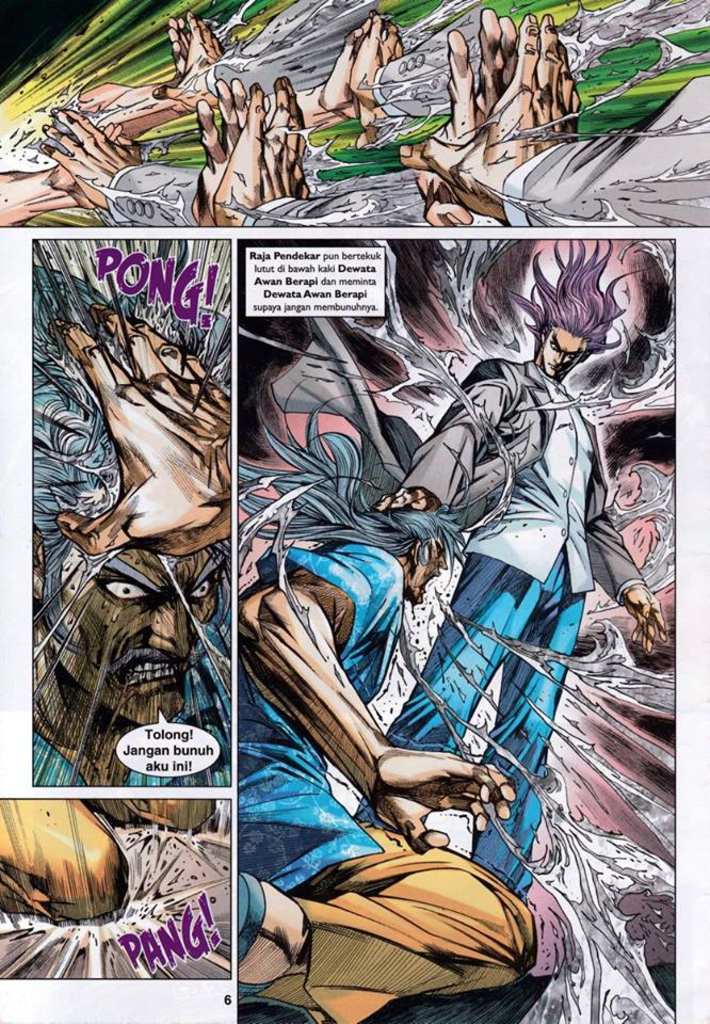 PONG!
Tolong!
Jangan bunuh
aku ini!
Raja Pendekar pun bertekuk
lutut di bawah kaki Dewata
Awan Berapi dan meminta
Dewata Awan Berapi
supaya jangan membunuhnya.
PANG!
6